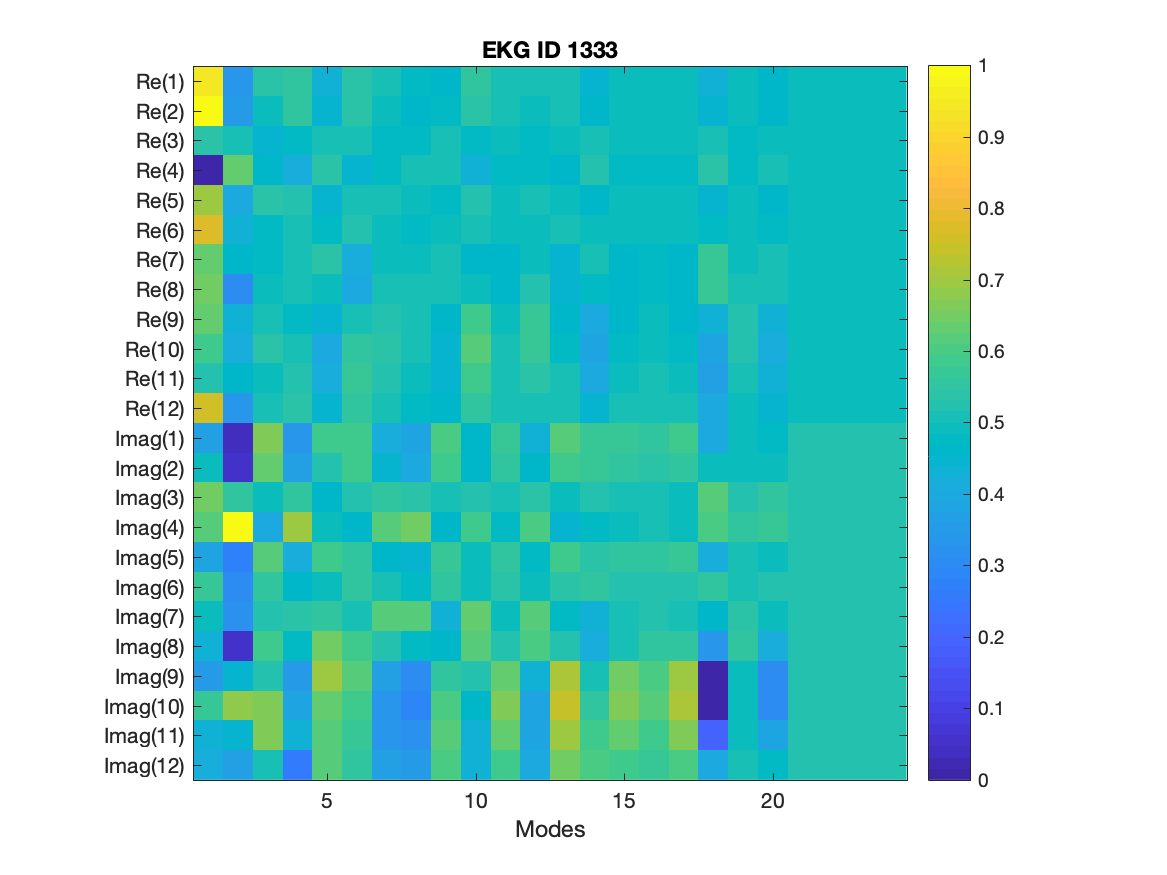 EKG ID 1333
Re(1)
Re(2)
Re(3)
Re(4)
Re(5)
Re(6)
Re(7)
Re(8)
Re(9)
Re(10)
Re(11)
Re(12)
Imag(1)
Imag(2)
Imag(3)
Imag(4)
Imag(5)
Imag(6)
Imag(7)
Imag(8)
Imag(9)
Imag(10)
Imag(11)
Imag(12)
5 10 15 20
Modes
1
0.9
0.8
0.7
0.6
0.5
0.4
0.3
0.2
0.1
0